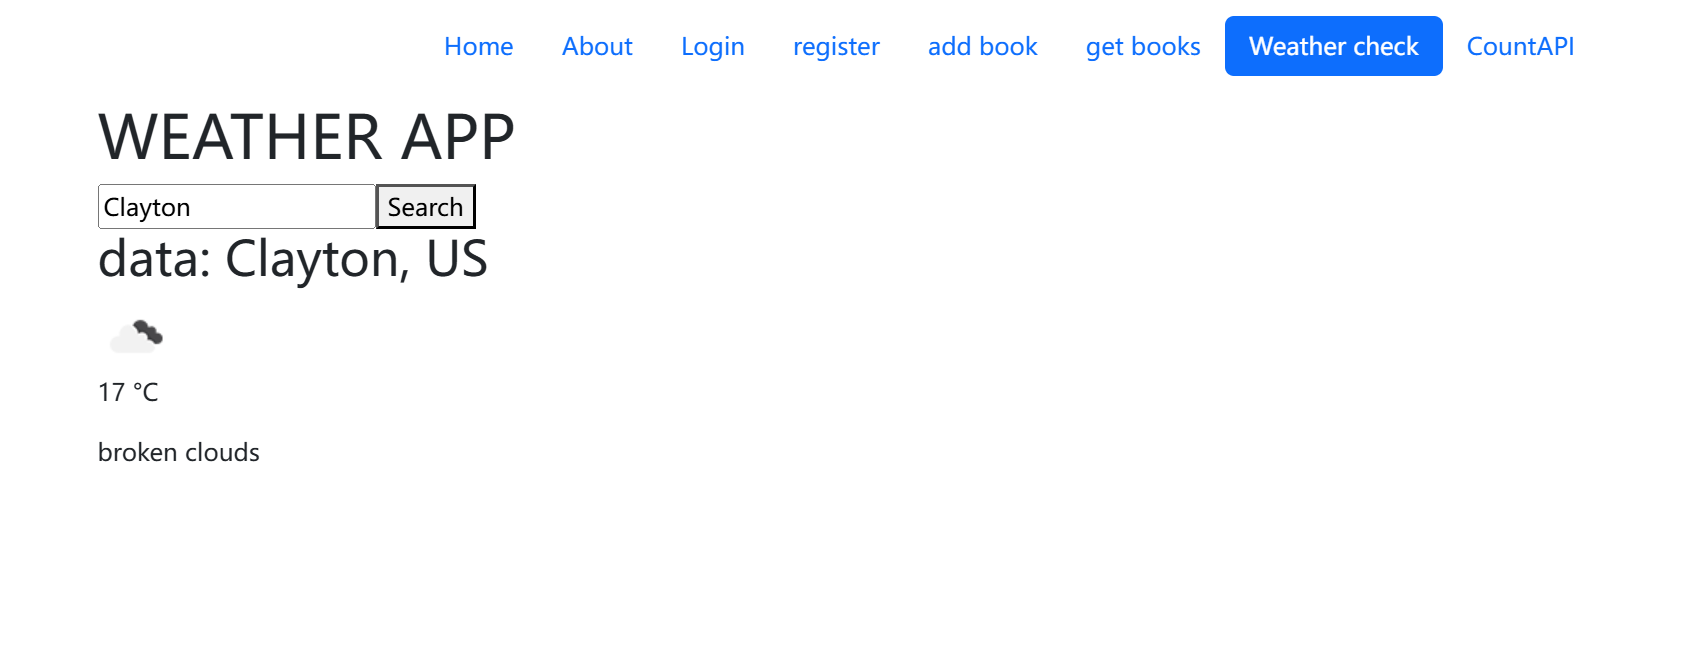 Home About Login register add book get books Weather check CountAPI
WEATHER APP
Clayton Search
data: Clayton, US
17 °C
broken clouds